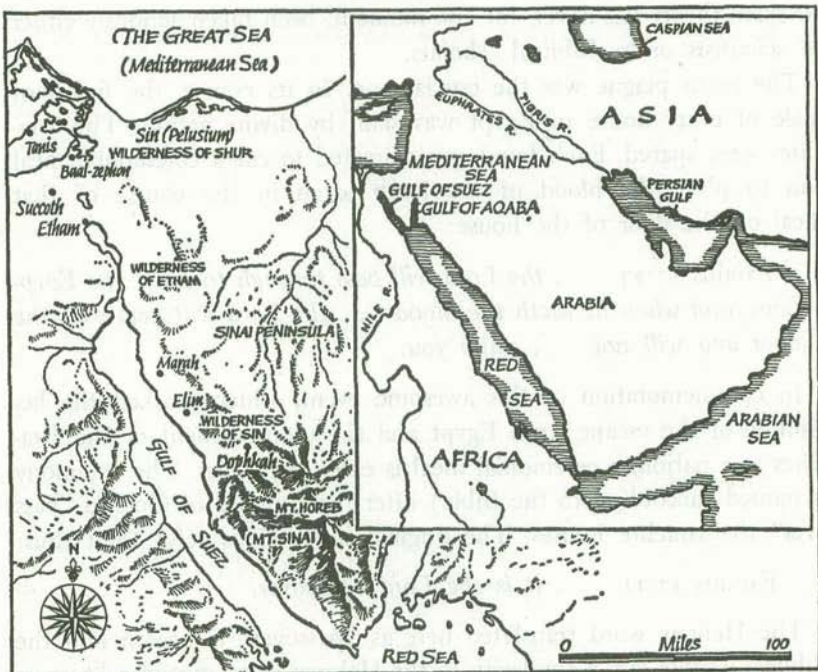 THE GREAT SEA
(Mediterranean Sea)
Tanis
Baal-zephon
Sin (Pelusium)
WILDERNESS OF SHUR
Succoth
Etham
WILDERNESS
OF ETHAM
SINAI PENINSULA
Marah
Elim
WILDERNESS
OF SIN
Dophkah
MT. HOREB
(MT. SINAI)
GULF OF SUEZ
N
RED SEA
CASPIAN SEA
ASIA
EUPHRATES R.
TIGRIS R.
MEDITERRANEAN
SEA
GULF OF SUEZ
GULF OF AQABA
PERSIAN
GULF
NILE
ARABIA
RED
SEA
ARABIAN
SEA
AFRICA
0 Miles 100